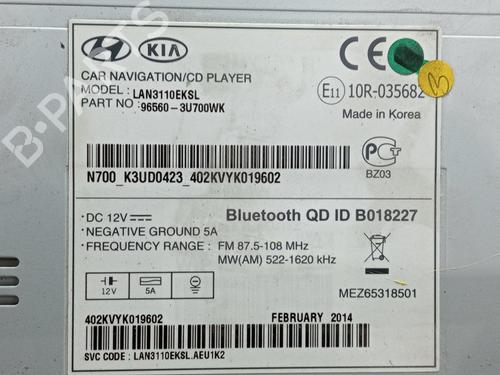 HYUNDAI KIA
CE
CAR NAVIGATION/CD PLAYER
MODEL : LAN3110EKSL
PART NO : 96560-3U700WK
E11 10R-035682
B
Made in Korea
N700_K3UD0423_402KVYK019602
BZ03
• DC 12V
• NEGATIVE GROUND 5A
• FREQUENCY RANGE : FM 87.5-108 MHz
MW(AM) 522-1620 kHz
Bluetooth QD ID B018227
12V
5A
MEZ65318501
402KVYK019602
FEBRUARY 2014
SVC CODE : LAN3110EKSL.AEU1K2
B-PARTS